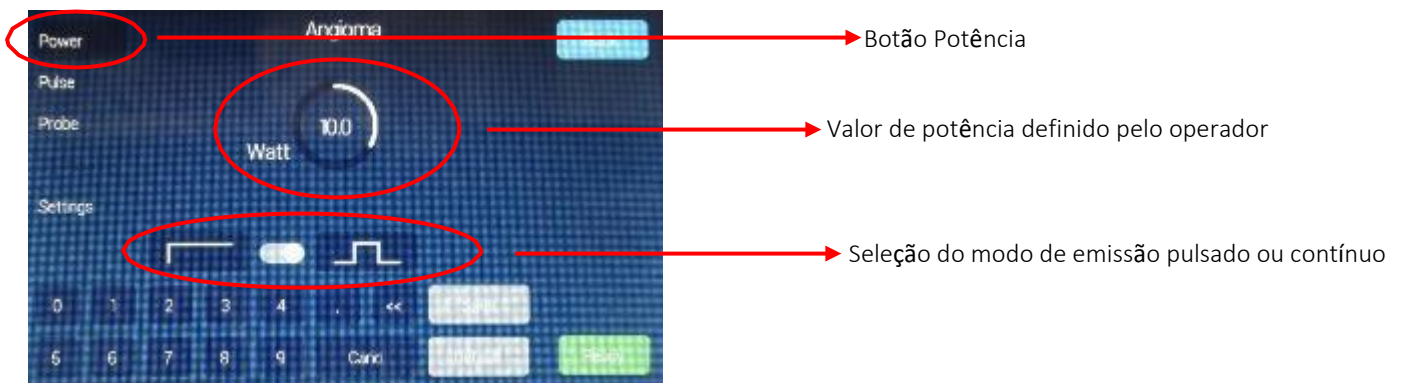 Power
Angioma
Botão Potência
Pulse
Probe
10.0
Watt
Valor de potência definido pelo operador
Settings
Seleção do modo de emissão pulsado ou contínuo
0 1 2 3 4 . <<
5 6 7 8 9